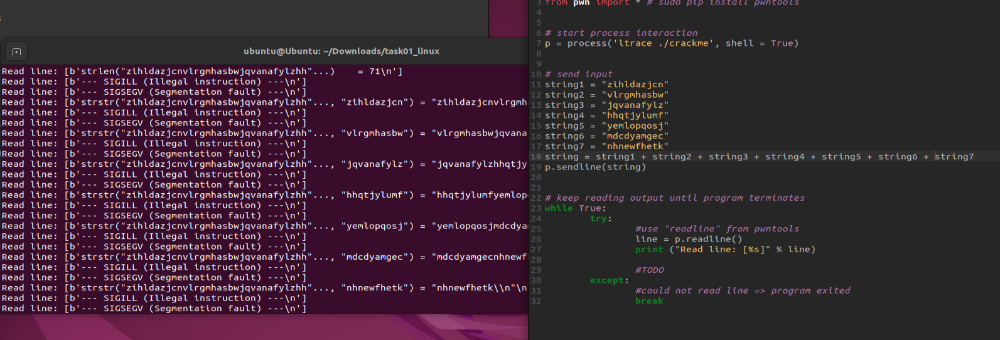 ubuntu@Ubuntu: ~/Downloads/task01_linux
Read line: [b'strlen("zihldazjcnvlrgmhasbwjqvanafylzhh"...)    = 71\n']
Read line: [b'--- SIGILL (Illegal instruction) ---\n']
Read line: [b'--- SIGSEGV (Segmentation fault) ---\n']
Read line: [b'strstr("zihldazjcnvlrgmhasbwjqvanafylzhh"..., "zihldazjcn") = "zihldazjcnvlrgmh
Read line: [b'--- SIGILL (Illegal instruction) ---\n']
Read line: [b'--- SIGSEGV (Segmentation fault) ---\n']
Read line: [b'strstr("zihldazjcnvlrgmhasbwjqvanafylzhh"..., "vlrgmhasbw") = "vlrgmhasbwjqvana
Read line: [b'--- SIGILL (Illegal instruction) ---\n']
Read line: [b'--- SIGSEGV (Segmentation fault) ---\n']
Read line: [b'strstr("zihldazjcnvlrgmhasbwjqvanafylzhh"..., "jqvanafylz") = "jqvanafylzhhqtjy
Read line: [b'--- SIGILL (Illegal instruction) ---\n']
Read line: [b'--- SIGSEGV (Segmentation fault) ---\n']
Read line: [b'strstr("zihldazjcnvlrgmhasbwjqvanafylzhh"..., "hhqtjylumf") = "hhqtjylumfyemlop
Read line: [b'--- SIGILL (Illegal instruction) ---\n']
Read line: [b'--- SIGSEGV (Segmentation fault) ---\n']
Read line: [b'strstr("zihldazjcnvlrgmhasbwjqvanafylzhh"..., "yemlopqosj") = "yemlopqosjmdcdya
Read line: [b'--- SIGILL (Illegal instruction) ---\n']
Read line: [b'--- SIGSEGV (Segmentation fault) ---\n']
Read line: [b'strstr("zihldazjcnvlrgmhasbwjqvanafylzhh"..., "mdcdyamgec") = "mdcdyamgecnhnewf
Read line: [b'--- SIGILL (Illegal instruction) ---\n']
Read line: [b'--- SIGSEGV (Segmentation fault) ---\n']
Read line: [b'strstr("zihldazjcnvlrgmhasbwjqvanafylzhh"..., "nhnewfhetk") = "nhnewfhetk\\n"\n
Read line: [b'--- SIGILL (Illegal instruction) ---\n']
Read line: [b'--- SIGSEGV (Segmentation fault) ---\n']
3 from pwn import * # sudo pip install pwntools
4
5
6 # start process interaction
7 p = process('ltrace ./crackme', shell = True)
8
9
10 # send input
11 string1 = "zihldazjcn"
12 string2 = "vlrgmhasbw"
13 string3 = "jqvanafylz"
14 string4 = "hhqtjylumf"
15 string5 = "yemlopqosj"
16 string6 = "mdcdyamgec"
17 string7 = "nhnewfhetk"
18 string = string1 + string2 + string3 + string4 + string5 + string6 + string7
19 p.sendline(string)
20
21
22 # keep reading output until program terminates
23 while True:
24         try:
25                 #use "readline" from pwntools
26                 line = p.readline()
27                 print ("Read line: [%s]" % line)
28
29                 #TODO
30         except:
31                 #could not read line => program exited
32                 break